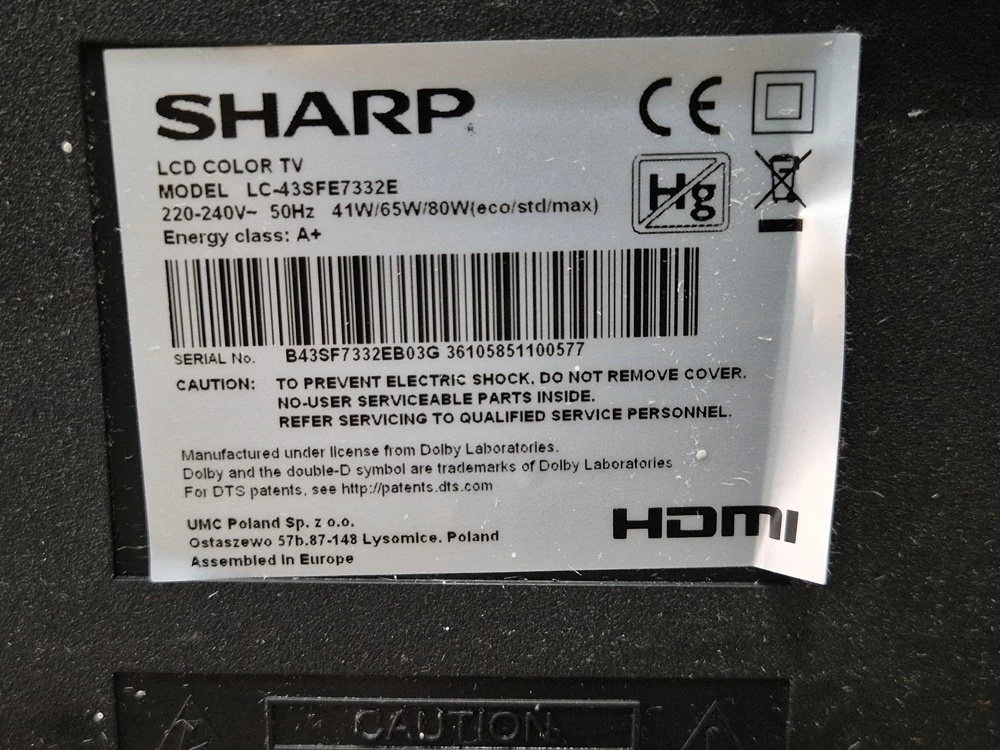 SHARP®
CE
LCD COLOR TV
MODEL LC-43SFE7332E
Hg
220-240V~ 50Hz 41W/65W/80W(eco/std/max)
Energy class: A+
SERIAL No. B43SF7332EB03G 36105851100577
CAUTION: TO PREVENT ELECTRIC SHOCK, DO NOT REMOVE COVER.
NO-USER SERVICEABLE PARTS INSIDE.
REFER SERVICING TO QUALIFIED SERVICE PERSONNEL.
Manufactured under license from Dolby Laboratories.
Dolby and the double-D symbol are trademarks of Dolby Laboratories
For DTS patents, see http://patents.dts.com
UMC Poland Sp. z o.o.
Ostaszewo 57b.87-148 Lysomice. Poland
Assembled in Europe
HDMI
CAUTION